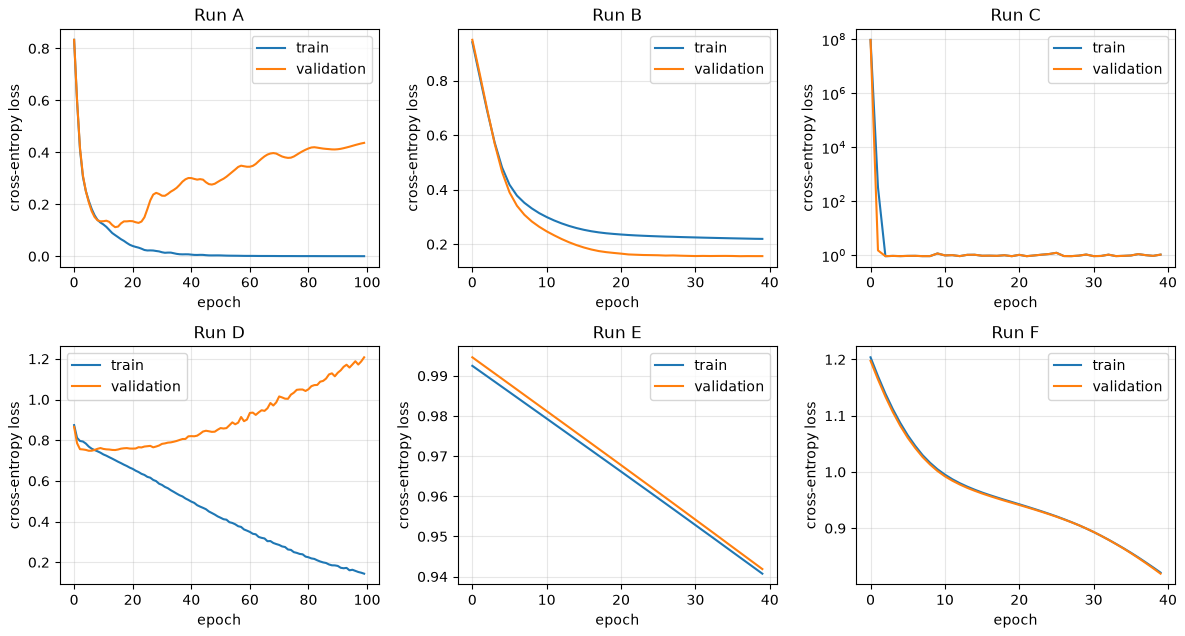 Run A
cross-entropy loss
0.8
0.6
0.4
0.2
0.0
train
validation
0 20 40 60 80 100
epoch
Run B
cross-entropy loss
0.8
0.6
0.4
0.2
train
validation
0 10 20 30 40
epoch
Run C
cross-entropy loss
10⁸
10⁶
10⁴
10²
10⁰
train
validation
0 10 20 30 40
epoch
Run D
cross-entropy loss
1.2
1.0
0.8
0.6
0.4
0.2
train
validation
0 20 40 60 80 100
epoch
Run E
cross-entropy loss
0.99
0.98
0.97
0.96
0.95
0.94
train
validation
0 10 20 30 40
epoch
Run F
cross-entropy loss
1.2
1.1
1.0
0.9
train
validation
0 10 20 30 40
epoch